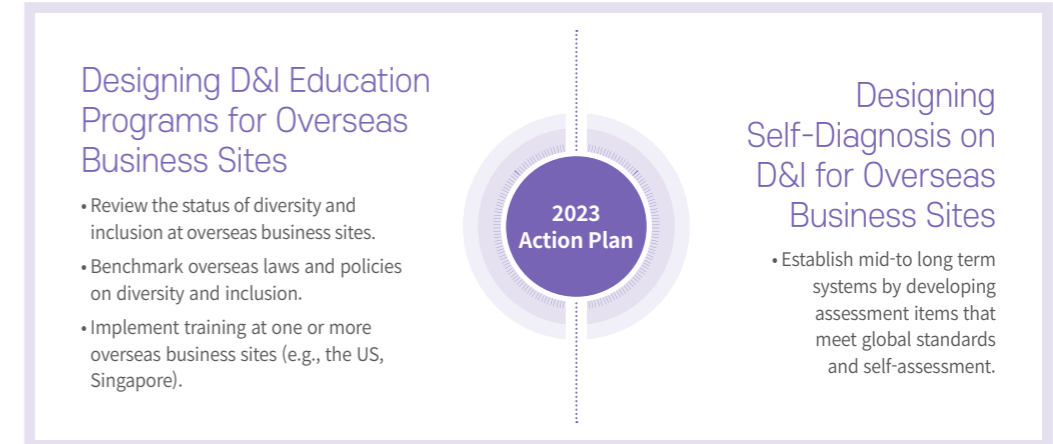 Designing D&I Education
Programs for Overseas
Business Sites
• Review the status of diversity and
inclusion at overseas business sites.
• Benchmark overseas laws and policies
on diversity and inclusion.
• Implement training at one or more
overseas business sites (e.g., the US,
Singapore).
2023
Action Plan
Designing
Self-Diagnosis on
D&I for Overseas
Business Sites
• Establish mid-to long term
systems by developing
assessment items that
meet global standards
and self-assessment.